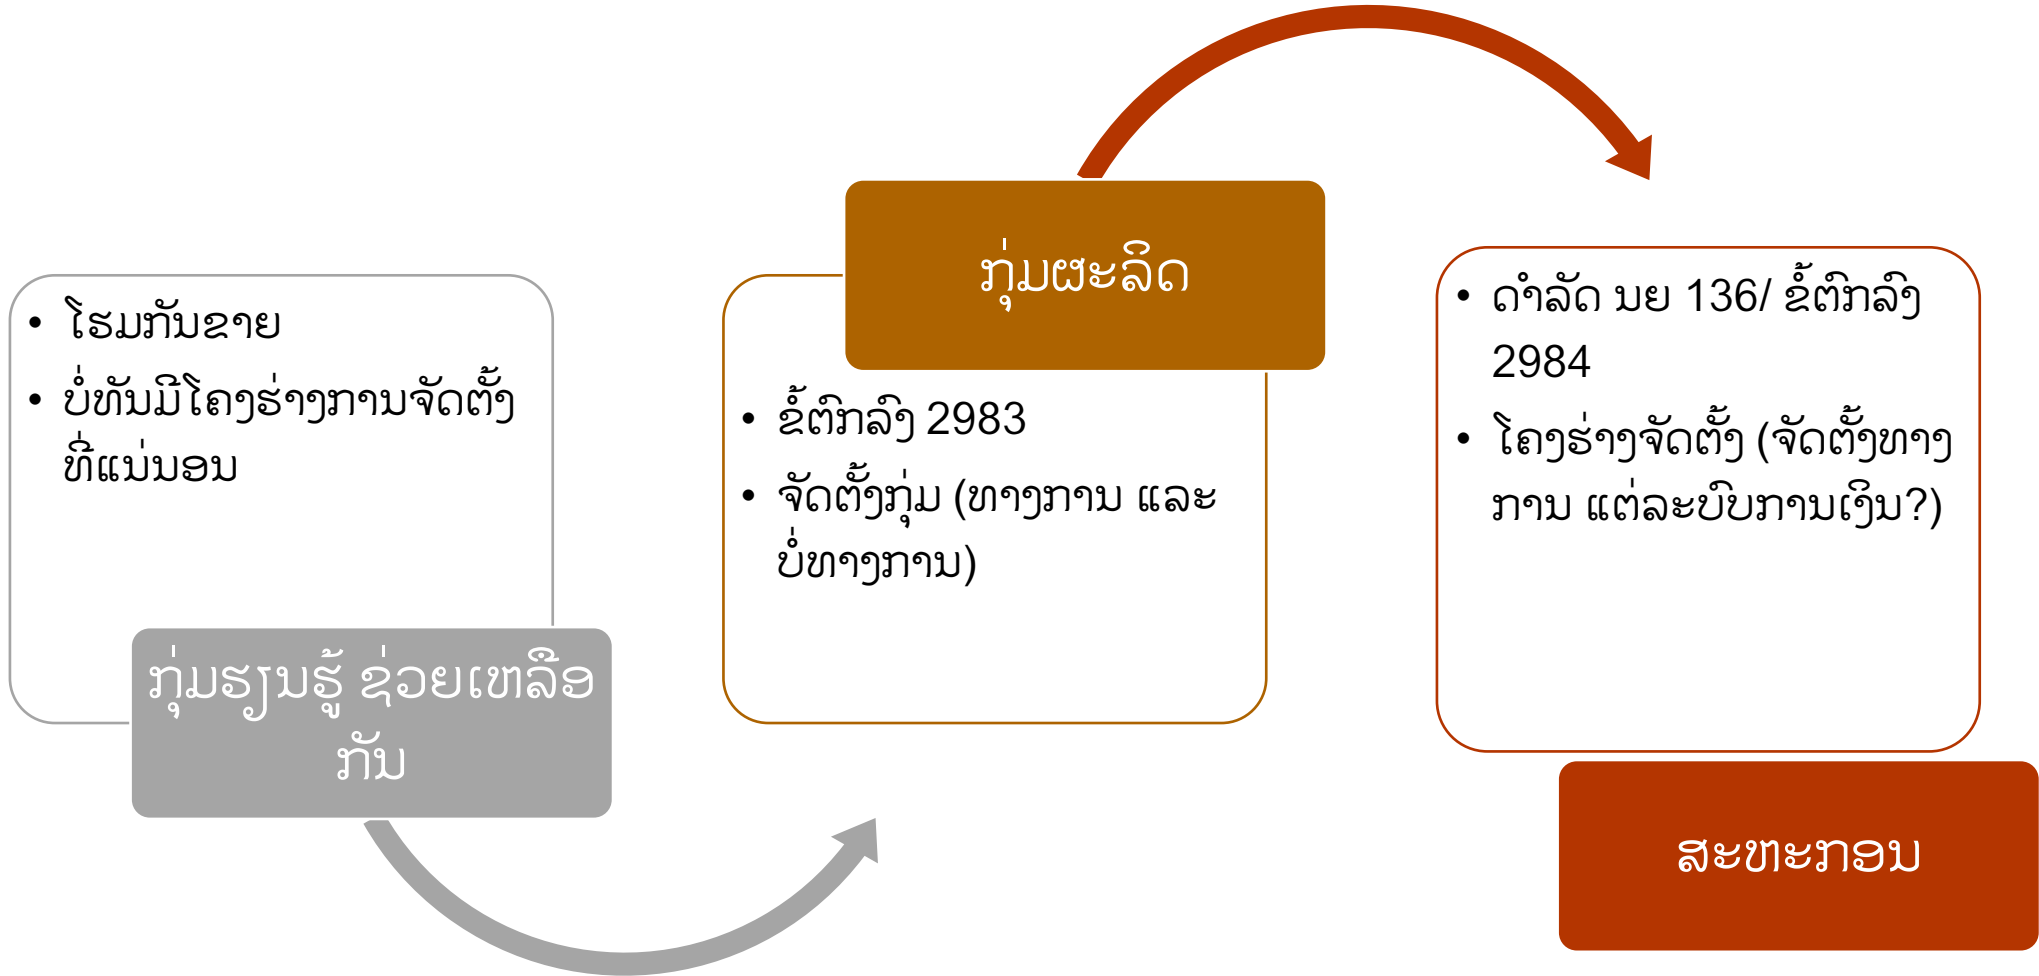 • ໂຮມກັນຂາຍ
• ບໍ່ທັນມີໂຄງຮ່າງການຈັດຕັ້ງ
ທີ່ແນ່ນອນ
ກຸ່ມຮຽນຮູ້ ຊ່ວຍເຫລືອ
ກັນ
ກຸ່ມຜະລິດ
• ຂໍ້ຕົກລົງ 2983
• ຈັດຕັ້ງກຸ່ມ (ທາງການ ແລະ
ບໍ່ທາງການ)
• ດຳລັດ ນຍ 136/ ຂໍ້ຕົກລົງ
2984
• ໂຄງຮ່າງຈັດຕັ້ງ (ຈັດຕັ້ງທາງ
ການ ແຕ່ລະບົບການເງິນ?)
ສະຫະກອນ